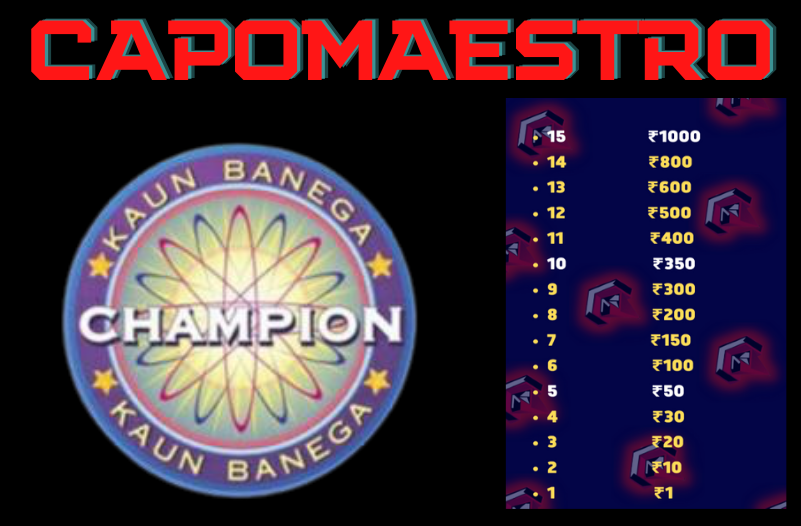 CAPOMAESTRO
KAUN BANEGA
CHAMPION
KAUN BANEGA
• 15 ₹1000
• 14 ₹800
• 13 ₹600
• 12 ₹500
• 11 ₹400
• 10 ₹350
• 9 ₹300
• 8 ₹200
• 7 ₹150
• 6 ₹100
• 5 ₹50
• 4 ₹30
• 3 ₹20
• 2 ₹10
• 1 ₹1